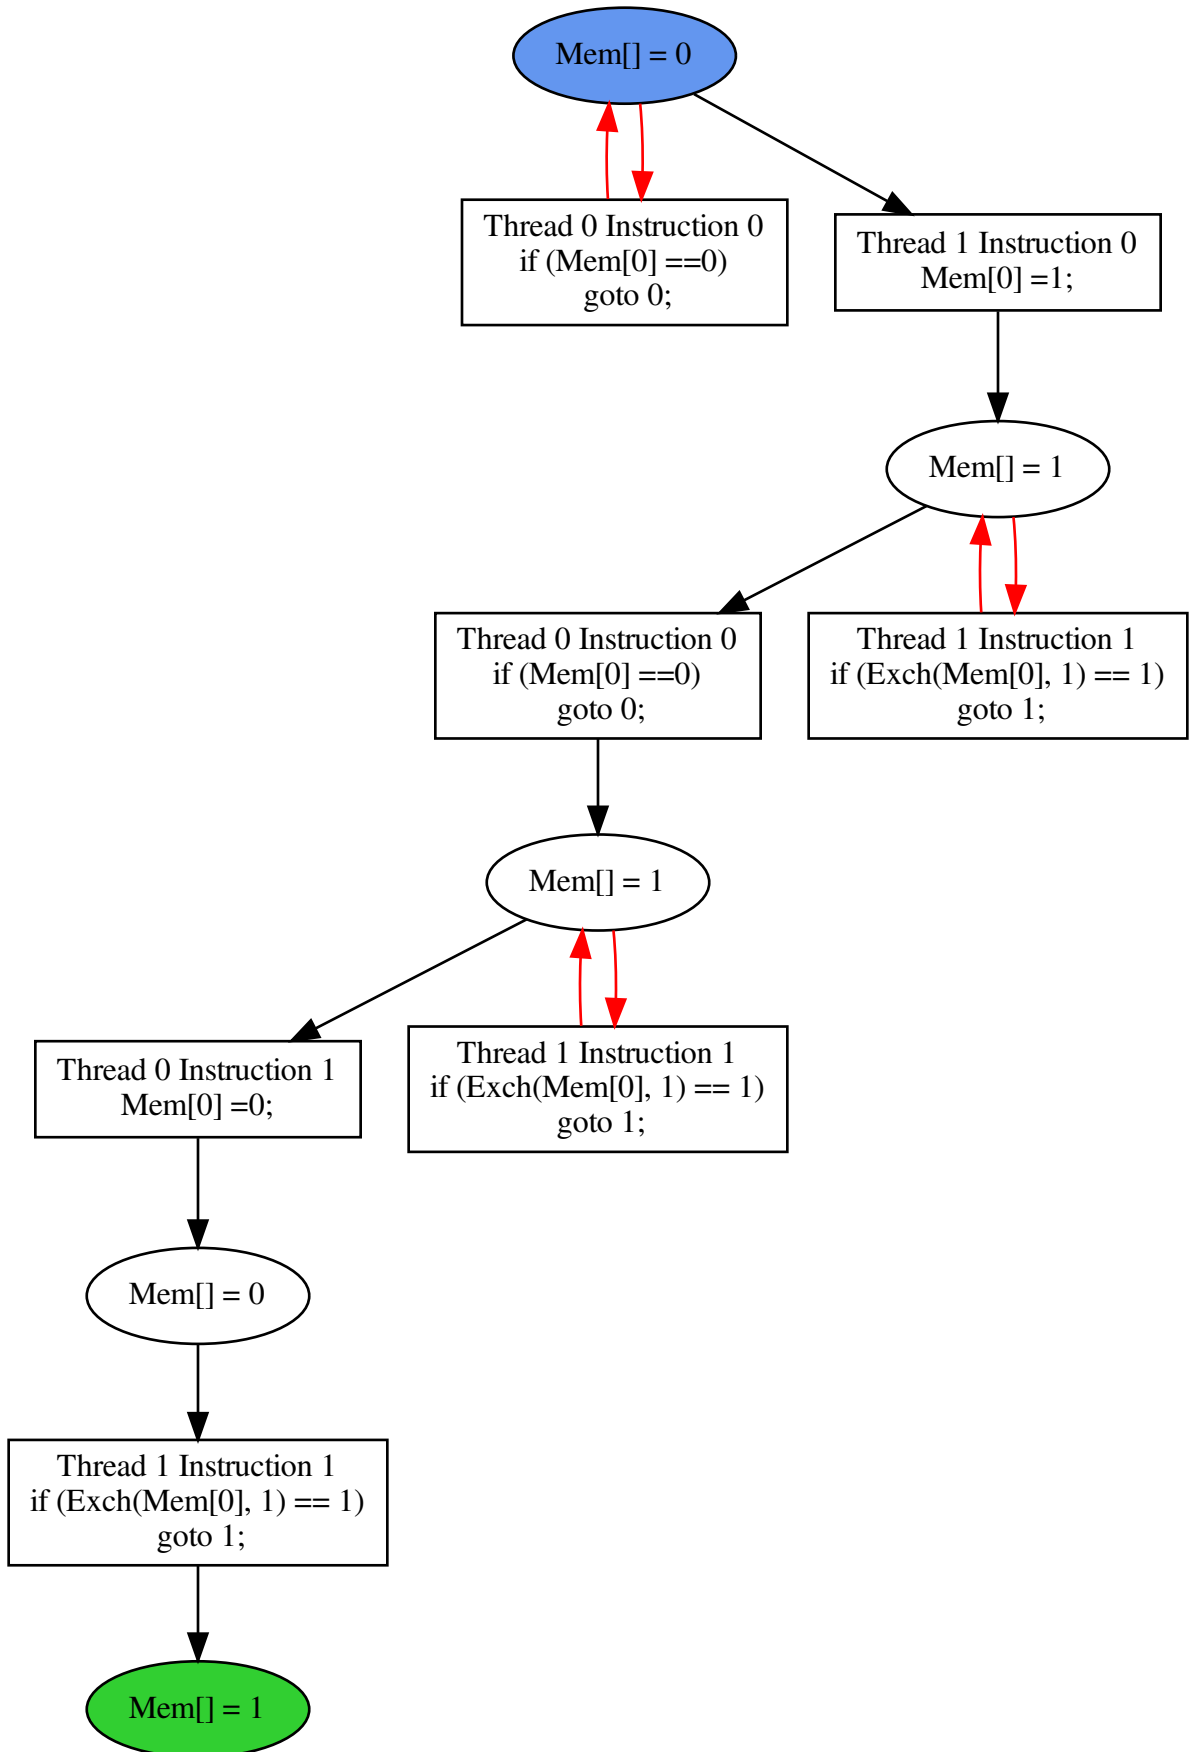 Mem[] = 0
Thread 0 Instruction 0
if (Mem[0] ==0)
goto 0;
Thread 1 Instruction 0
Mem[0] =1;
Mem[] = 1
Thread 0 Instruction 0
if (Mem[0] ==0)
goto 0;
Thread 1 Instruction 1
if (Exch(Mem[0], 1) == 1)
goto 1;
Mem[] = 1
Thread 0 Instruction 1
Mem[0] =0;
Thread 1 Instruction 1
if (Exch(Mem[0], 1) == 1)
goto 1;
Mem[] = 0
Thread 1 Instruction 1
if (Exch(Mem[0], 1) == 1)
goto 1;
Mem[] = 1